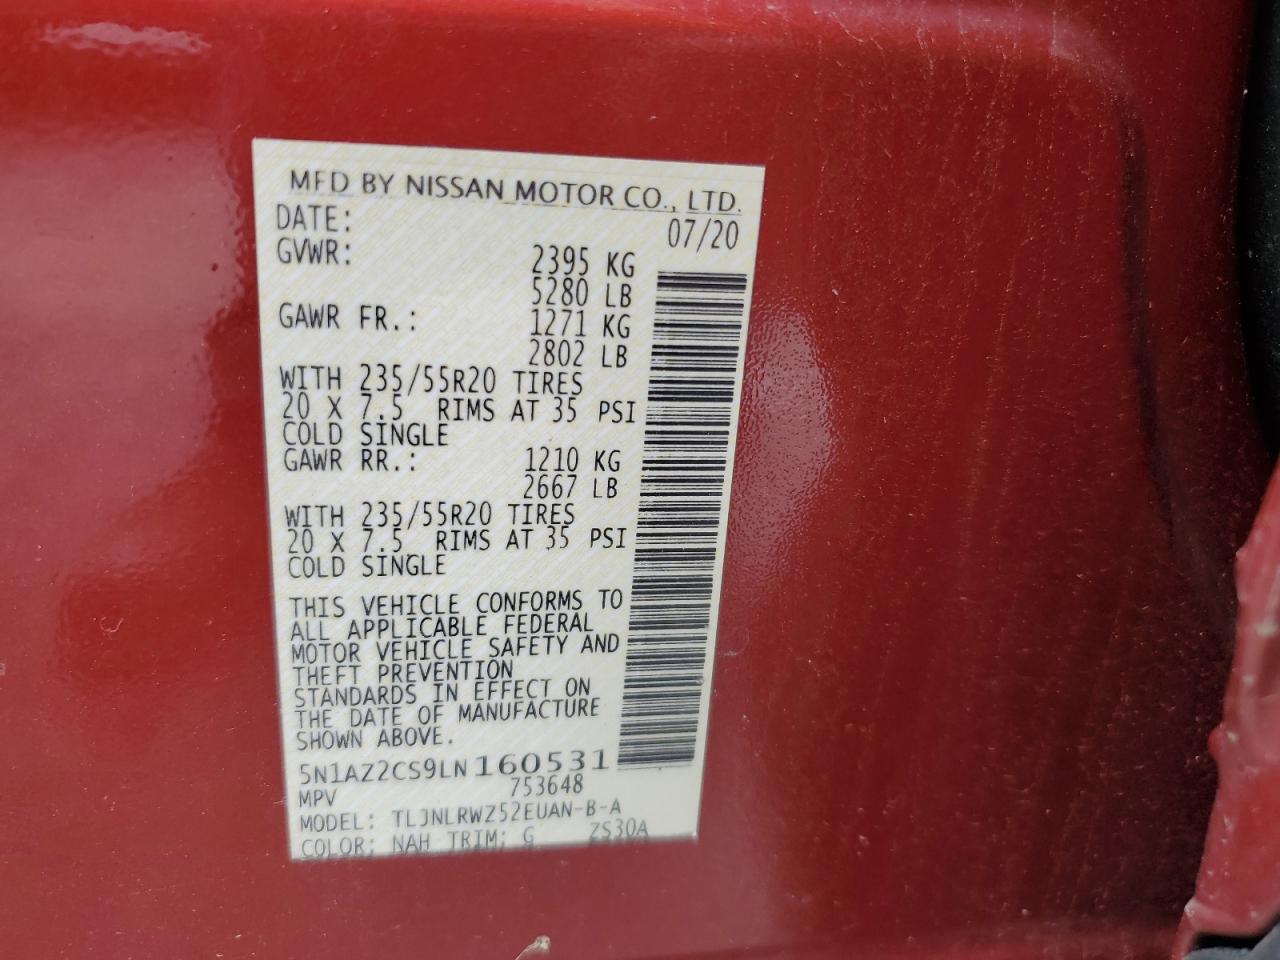 MFD BY NISSAN MOTOR CO., LTD.
DATE: 07/20
GVWR: 2395 KG
5280 LB
GAWR FR.: 1271 KG
2802 LB
WITH 235/55R20 TIRES
20 X 7.5 RIMS AT 35 PSI
COLD SINGLE
GAWR RR.: 1210 KG
2667 LB
WITH 235/55R20 TIRES
20 X 7.5 RIMS AT 35 PSI
COLD SINGLE
THIS VEHICLE CONFORMS TO
ALL APPLICABLE FEDERAL
MOTOR VEHICLE SAFETY AND
THEFT PREVENTION
STANDARDS IN EFFECT ON
THE DATE OF MANUFACTURE
SHOWN ABOVE.
5N1AZ2CS9LN160531
MPV 753648
MODEL: TLJNLRWZ52EUAN-B-A
COLOR: NAH TRIM: G ZS30A